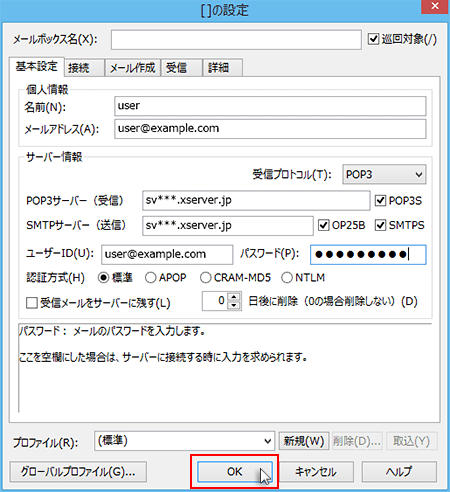 []の設定
メールボックス名(X):
巡回対象(/)
基本設定 接続 メール作成 受信 詳細
個人情報
名前(N): user
メールアドレス(A): user@example.com
サーバー情報
受信プロトコル(T): POP3
POP3サーバー（受信） sv***.xserver.jp POP3S
SMTPサーバー（送信） sv***.xserver.jp OP25B SMTPS
ユーザーID(U): user@example.com パスワード(P): ●●●●●●●●●
認証方式(H) 標準 APOP CRAM-MD5 NTLM
受信メールをサーバーに残す(L) 0 日後に削除（0の場合削除しない）(D)
パスワード： メールのパスワードを入力します。
ここを空欄にした場合は、サーバーに接続する時に入力を求められます。
プロファイル(R): (標準) 新規(W) 削除(D)... 取込(Y)
グローバルプロファイル(G)... OK キャンセル ヘルプ